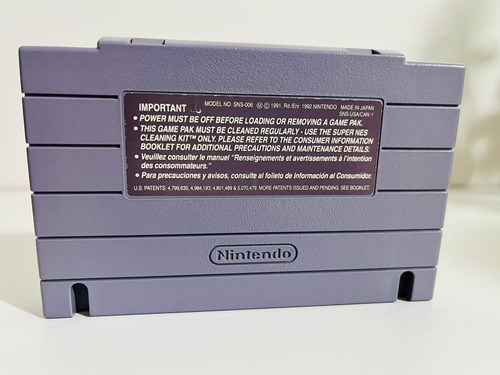 IMPORTANT MODEL NO. SNS-006 Ⓜ © 1991, Rd./Enr. 1992 NINTENDO MADE IN JAPAN
SNS-USA/CAN-1
• POWER MUST BE OFF BEFORE LOADING OR REMOVING A GAME PAK.
• THIS GAME PAK MUST BE CLEANED REGULARLY - USE THE SUPER NES
CLEANING KIT™ ONLY. PLEASE REFER TO THE CONSUMER INFORMATION
BOOKLET FOR ADDITIONAL PRECAUTIONS AND MAINTENANCE DETAILS.
• Veuillez consulter le manuel "Renseignements et avertissements à l'intention
des consommateurs."
• Para precauciones y avisos, consulte al folleto de Información al Consumidor.
U.S. PATENTS: 4,799,635; 4,984,193; 4,801,489 & 5,070,479. MORE PATENTS ISSUED AND PENDING. SEE BOOKLET.
Nintendo